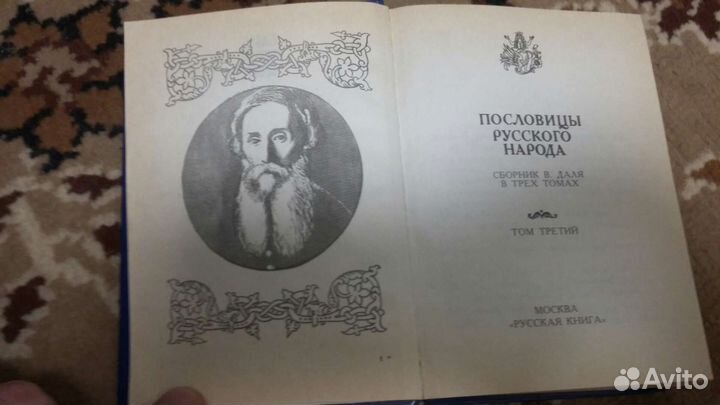 ПОСЛОВИЦЫ
РУССКОГО
НАРОДА
СБОРНИК В. ДАЛЯ
В ТРЕХ ТОМАХ
ТОМ ТРЕТИЙ
МОСКВА
«РУССКАЯ КНИГА»
Avito